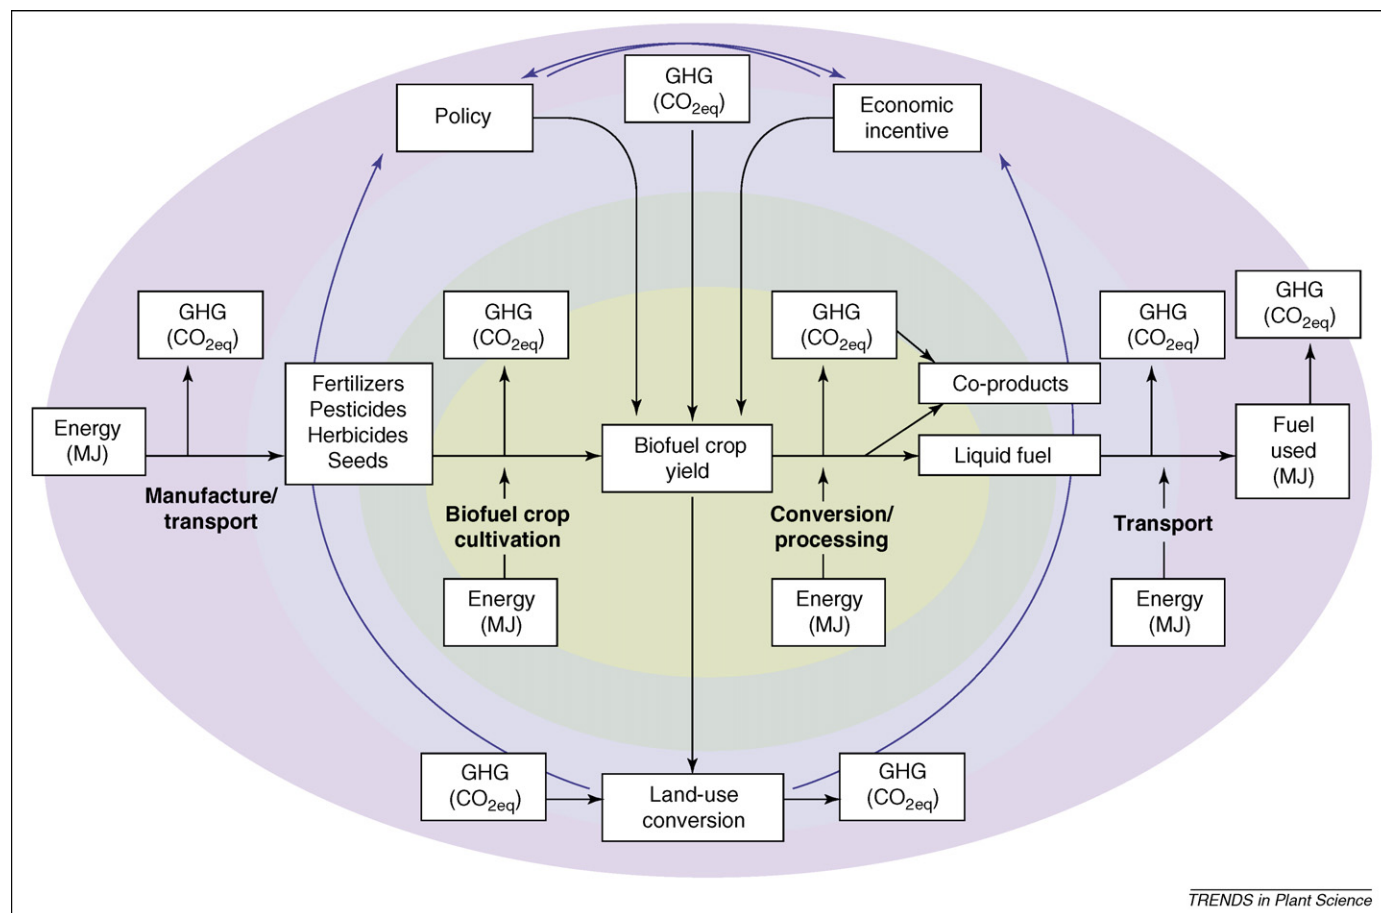 GHG
(CO2eq)
Policy
Economic
incentive
GHG
(CO2eq)
GHG
(CO2eq)
GHG
(CO2eq)
GHG
(CO2eq)
GHG
(CO2eq)
Fertilizers
Pesticides
Herbicides
Seeds
Co-products
Energy
(MJ)
Biofuel crop
yield
Liquid fuel
Fuel
used
(MJ)
Manufacture/
transport
Biofuel crop
cultivation
Conversion/
processing
Transport
Energy
(MJ)
Energy
(MJ)
Energy
(MJ)
GHG
(CO2eq)
Land-use
conversion
GHG
(CO2eq)
TRENDS in Plant Science